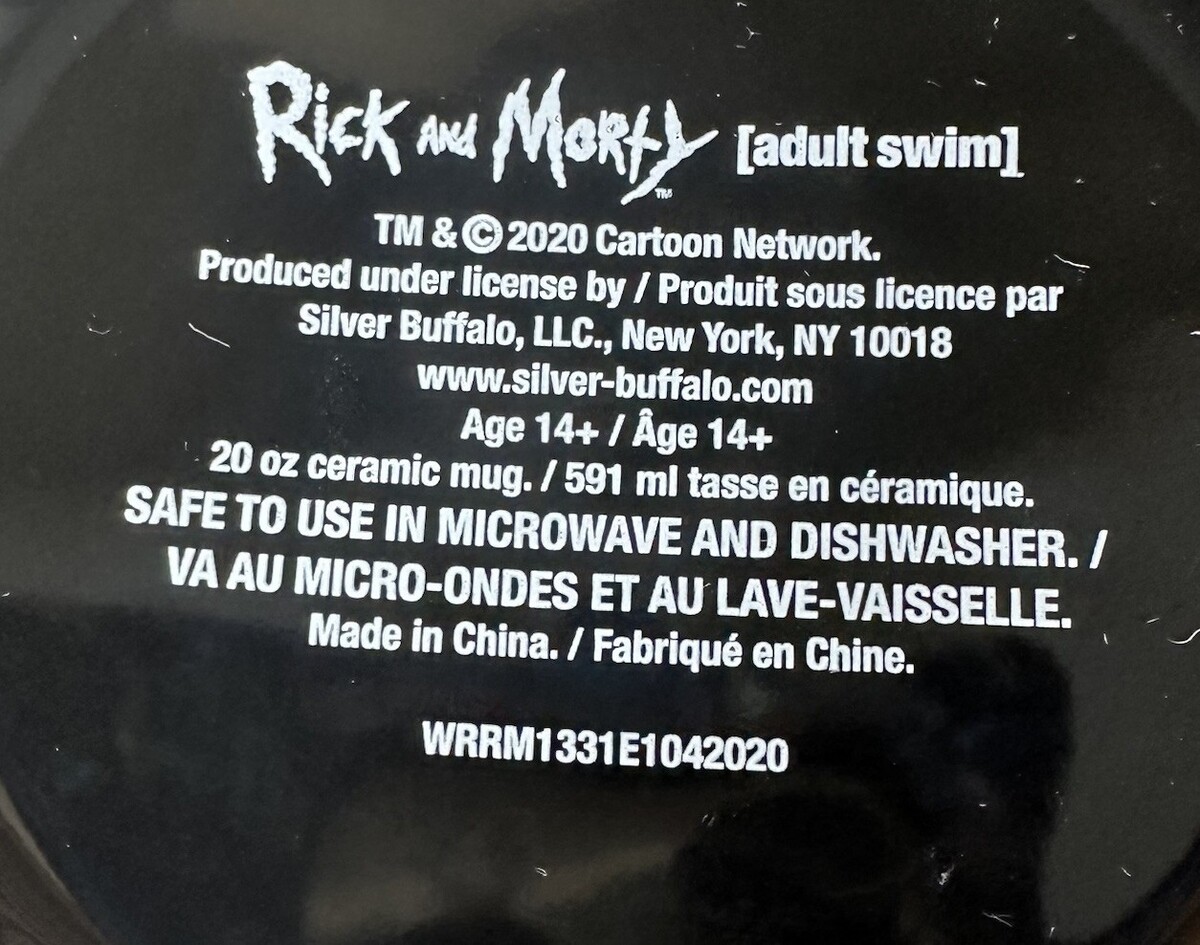 Rick and Morty™ [adult swim]
TM & © 2020 Cartoon Network.
Produced under license by / Produit sous licence par
Silver Buffalo, LLC., New York, NY 10018
www.silver-buffalo.com
Age 14+ / Âge 14+
20 oz ceramic mug. / 591 ml tasse en céramique.
SAFE TO USE IN MICROWAVE AND DISHWASHER. /
VA AU MICRO-ONDES ET AU LAVE-VAISSELLE.
Made in China. / Fabriqué en Chine.
WRRM1331E1042020